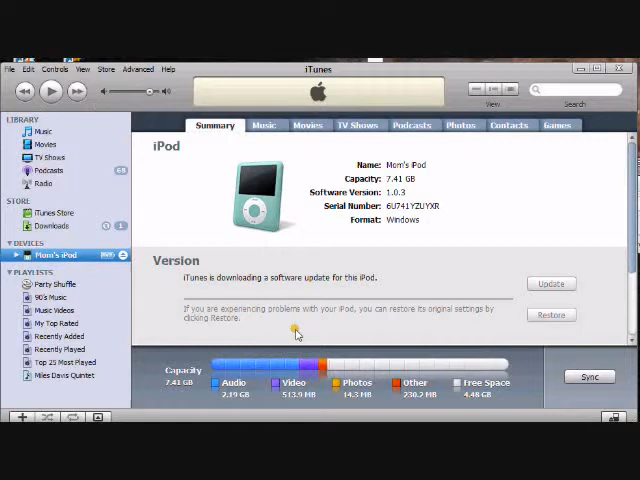 iTunes
File Edit Controls View Store Advanced Help
View
Search
LIBRARY
Music
Movies
TV Shows
Podcasts 68
Radio
STORE
iTunes Store
Downloads 1
DEVICES
Mom's iPod
PLAYLISTS
Party Shuffle
90's Music
Music Videos
My Top Rated
Recently Added
Recently Played
Top 25 Most Played
Miles Davis Quintet
Summary Music Movies TV Shows Podcasts Photos Contacts Games
iPod
Name: Mom's iPod
Capacity: 7.41 GB
Software Version: 1.0.3
Serial Number: 6U741YZUYXR
Format: Windows
Version
iTunes is downloading a software update for this iPod.
Update
If you are experiencing problems with your iPod, you can restore its original settings by
clicking Restore.
Restore
Capacity
7.41 GB
Audio Video Photos Other Free Space
2.19 GB 513.9 MB 14.3 MB 230.2 MB 4.48 GB
Sync